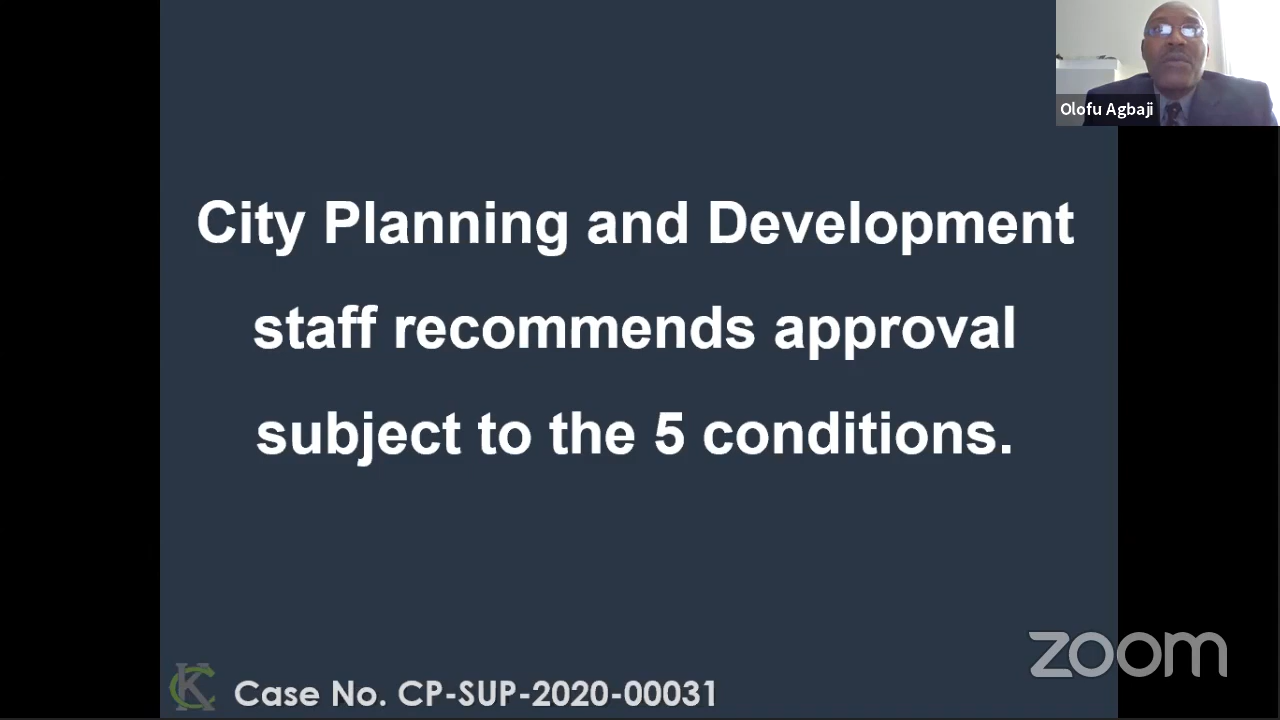 Olofu Agbaji
City Planning and Development
staff recommends approval
subject to the 5 conditions.
zoom
KC Case No. CP-SUP-2020-00031